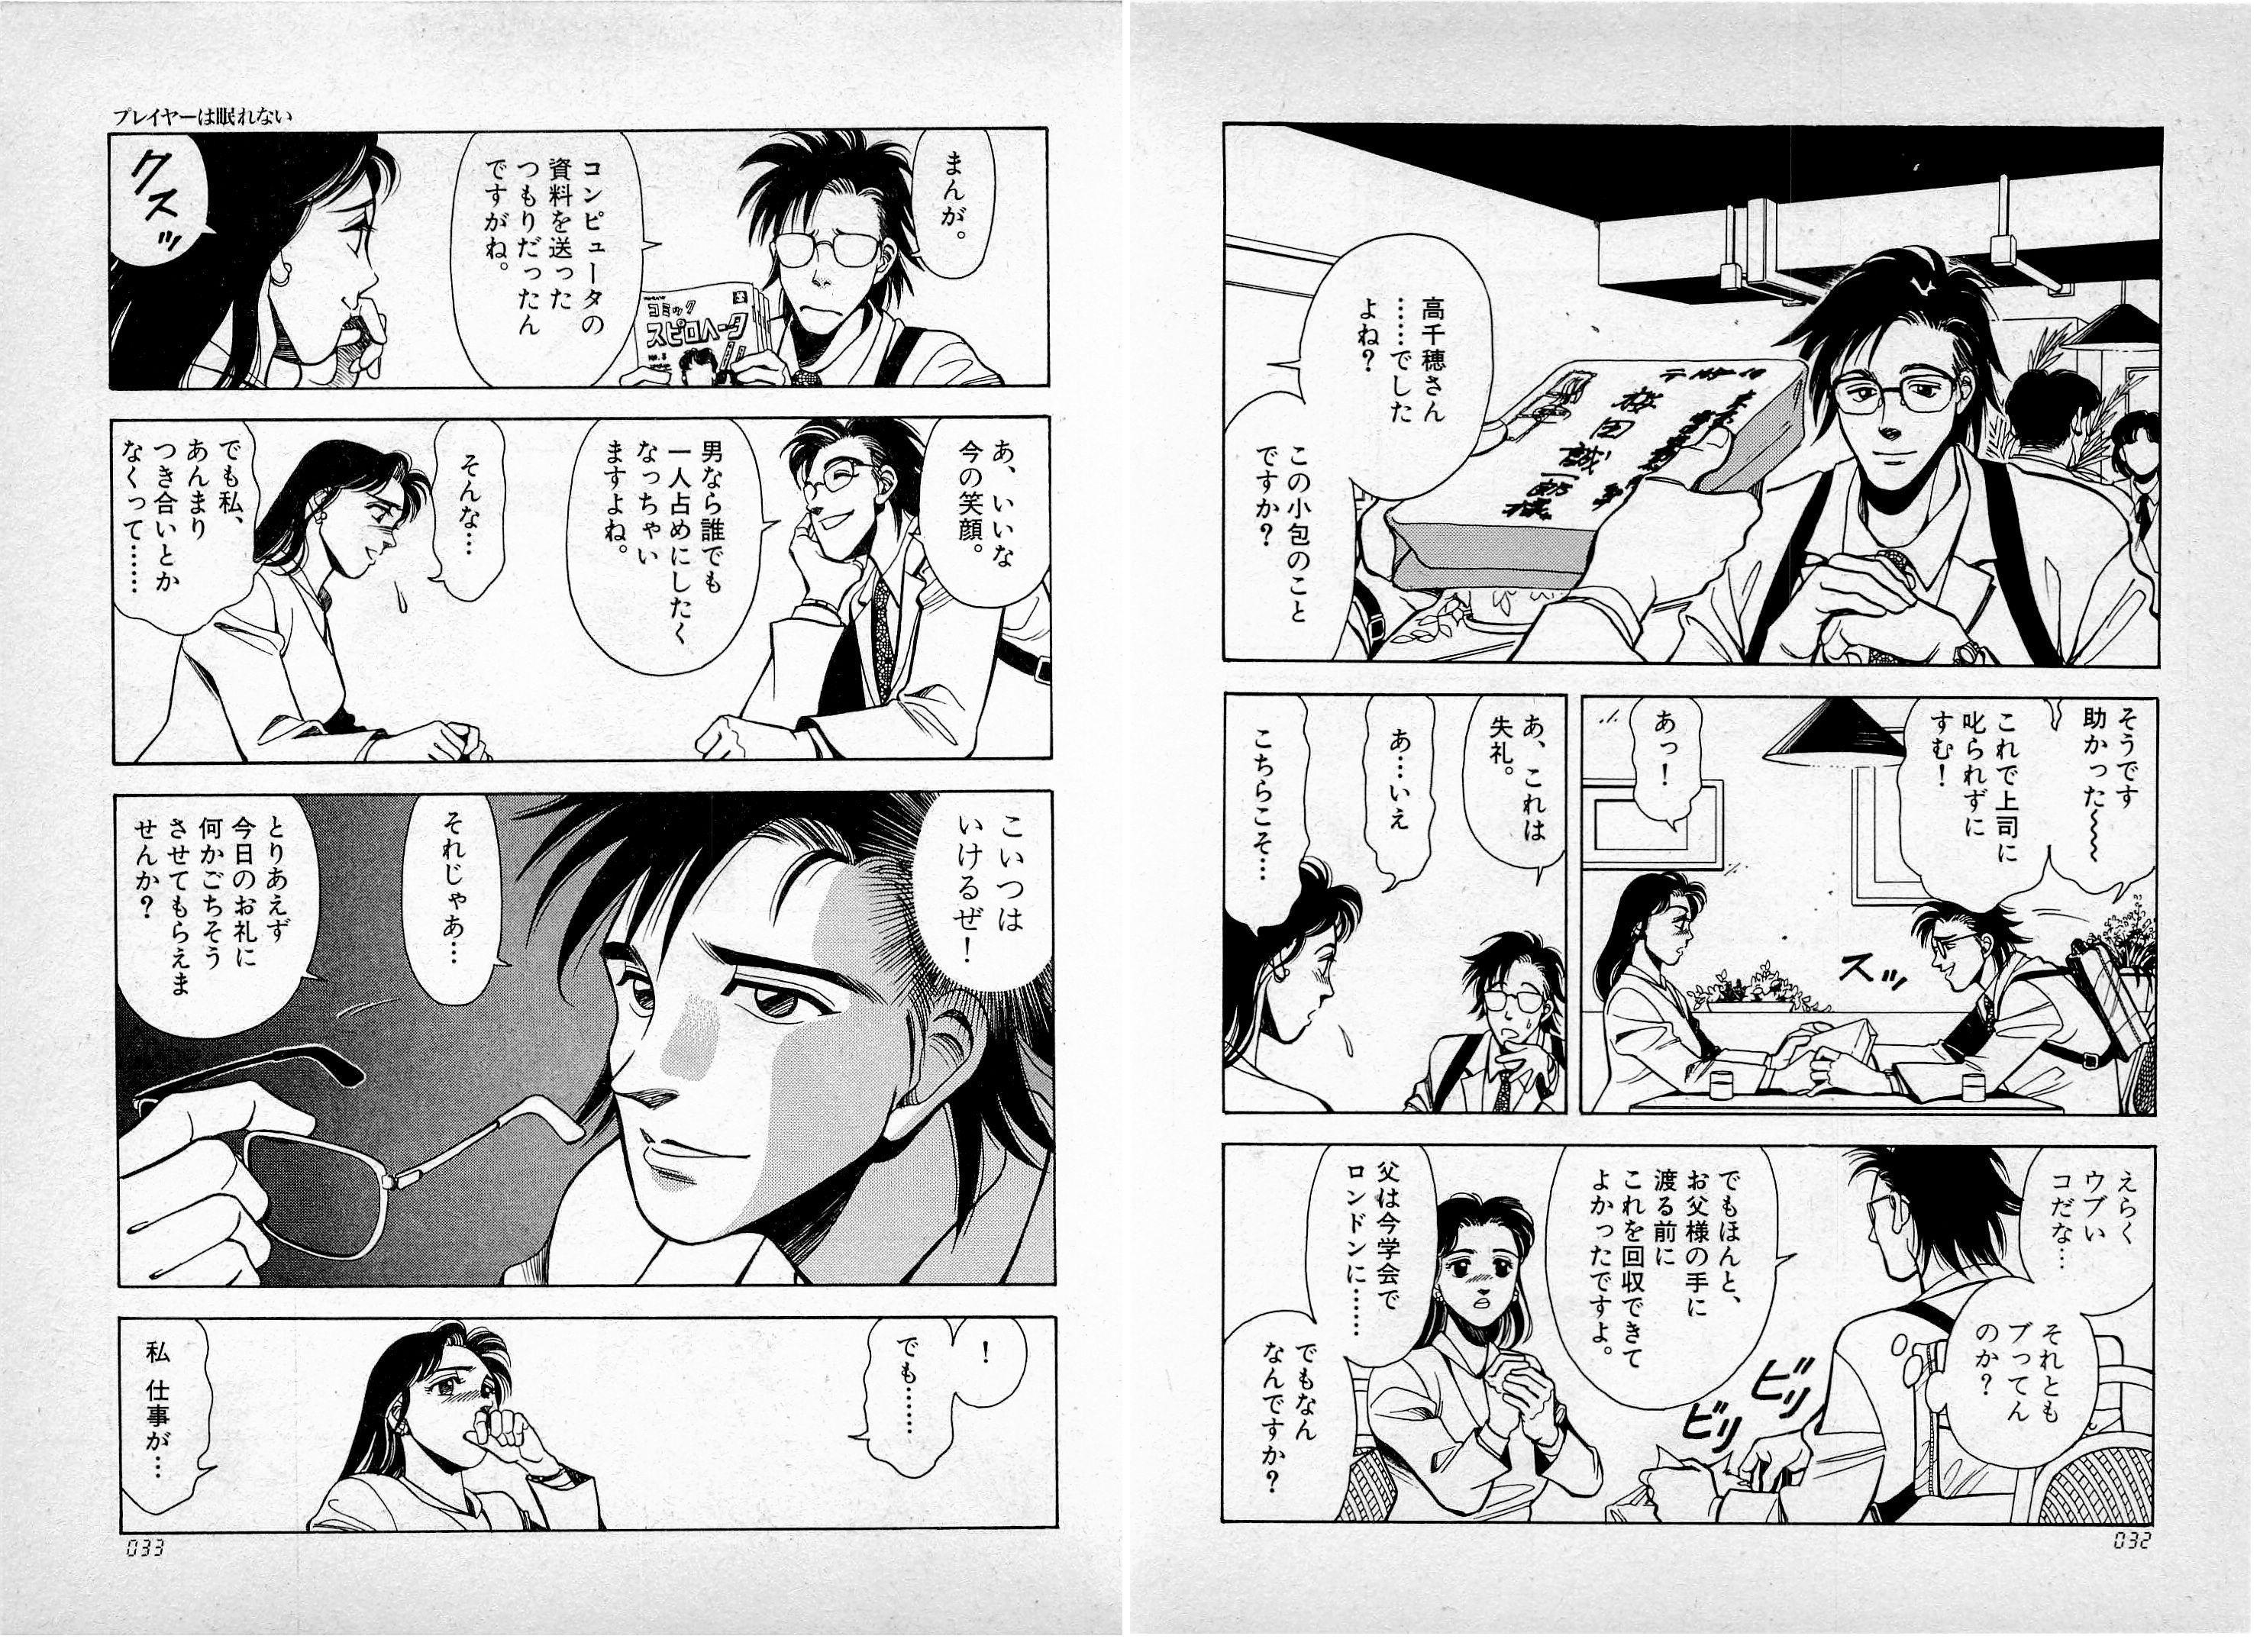 高千穂さん
……でした
よね?
この小包のこと
ですか?
桜田誠一郎様
そうです
助かった〜〜〜
これで上司に
叱られずに
すむ!
スッ
あっ!
あ、これは
失礼。
あ…いえ
こちらこそ…
えらく
ウブい
コだな…
それとも
ブってん
のか?
ビリ
ビリ
でもほんと、
お父様の手に
渡る前に
これを回収できて
よかったですよ。
父は今学会で
ロンドンに……
でもなん
なんですか?
032
プレイヤーは眠れない
まんが。
コミック
スピロヘータ
NO.5
コンピュータの
資料を送った
つもりだったん
ですがね。
クスッ
あ、いいな
今の笑顔。
男なら誰でも
一人占めにしたく
なっちゃい
ますよね。
そんな…
でも私、
あんまり
つき合いとか
なくって……
こいつは
いけるぜ!
それじゃあ…
とりあえず
今日のお礼に
何かごちそう
させてもらえま
せんか?
!
でも……
私 仕事が…
033